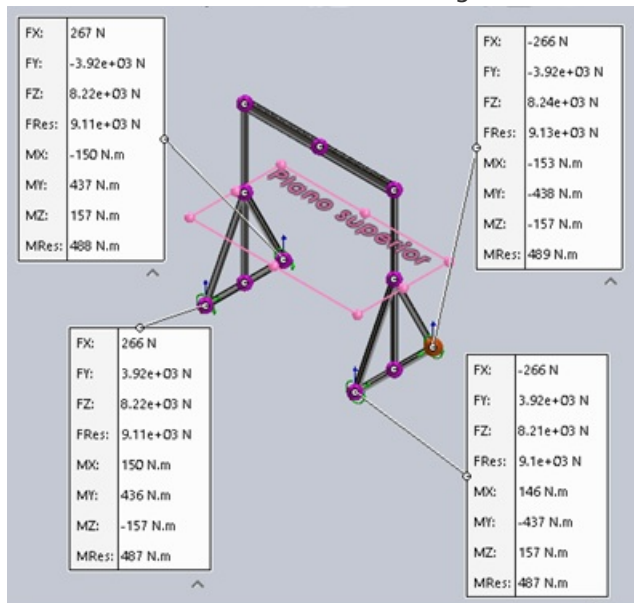 FX: 267 N
FY: -3.92e+03 N
FZ: 8.22e+03 N
FRes: 9.11e+03 N
MX: -150 N.m
MY: 437 N.m
MZ: 157 N.m
MRes: 488 N.m
FX: -266 N
FY: -3.92e+03 N
FZ: 8.24e+03 N
FRes: 9.13e+03 N
MX: -153 N.m
MY: -438 N.m
MZ: -157 N.m
MRes: 489 N.m
Plano superior
FX: 266 N
FY: 3.92e+03 N
FZ: 8.22e+03 N
FRes: 9.11e+03 N
MX: 150 N.m
MY: 436 N.m
MZ: -157 N.m
MRes: 487 N.m
FX: -266 N
FY: 3.92e+03 N
FZ: 8.21e+03 N
FRes: 9.1e+03 N
MX: 146 N.m
MY: -437 N.m
MZ: 157 N.m
MRes: 487 N.m